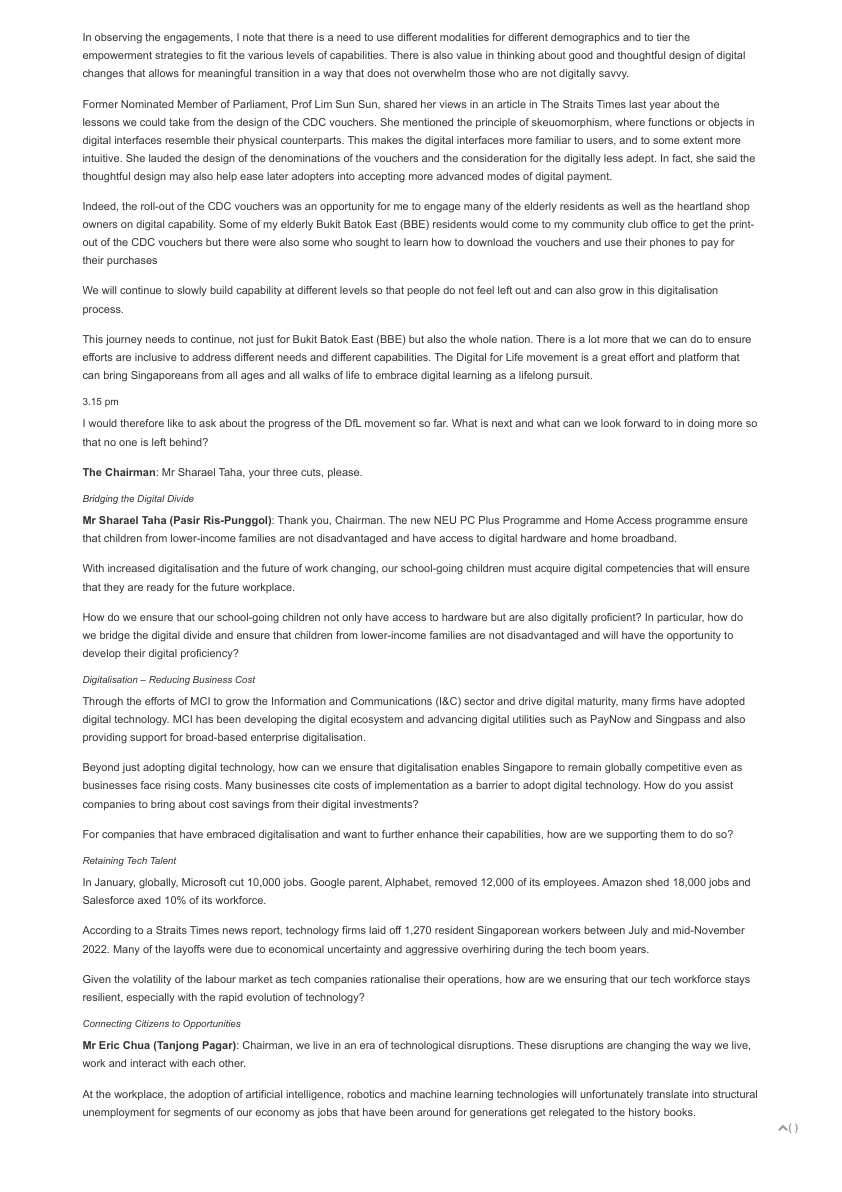 In observing the engagements, I note that there is a need to use different modalities for different demographics and to tier the
empowerment strategies to fit the various levels of capabilities. There is also value in thinking about good and thoughtful design of digital
changes that allows for meaningful transition in a way that does not overwhelm those who are not digitally savvy.
Former Nominated Member of Parliament, Prof Lim Sun Sun, shared her views in an article in The Straits Times last year about the
lessons we could take from the design of the CDC vouchers. She mentioned the principle of skeuomorphism, where functions or objects in
digital interfaces resemble their physical counterparts. This makes the digital interfaces more familiar to users, and to some extent more
intuitive. She lauded the design of the denominations of the vouchers and the consideration for the digitally less adept. In fact, she said the
thoughtful design may also help ease later adopters into accepting more advanced modes of digital payment.
Indeed, the roll-out of the CDC vouchers was an opportunity for me to engage many of the elderly residents as well as the heartland shop
owners on digital capability. Some of my elderly Bukit Batok East (BBE) residents would come to my community club office to get the print-
out of the CDC vouchers but there were also some who sought to learn how to download the vouchers and use their phones to pay for
their purchases
We will continue to slowly build capability at different levels so that people do not feel left out and can also grow in this digitalisation
process.
This journey needs to continue, not just for Bukit Batok East (BBE) but also the whole nation. There is a lot more that we can do to ensure
efforts are inclusive to address different needs and different capabilities. The Digital for Life movement is a great effort and platform that
can bring Singaporeans from all ages and all walks of life to embrace digital learning as a lifelong pursuit.
3.15 pm
I would therefore like to ask about the progress of the DfL movement so far. What is next and what can we look forward to in doing more so
that no one is left behind?
The Chairman: Mr Sharael Taha, your three cuts, please.
Bridging the Digital Divide
Mr Sharael Taha (Pasir Ris-Punggol): Thank you, Chairman. The new NEU PC Plus Programme and Home Access programme ensure
that children from lower-income families are not disadvantaged and have access to digital hardware and home broadband.
With increased digitalisation and the future of work changing, our school-going children must acquire digital competencies that will ensure
that they are ready for the future workplace.
How do we ensure that our school-going children not only have access to hardware but are also digitally proficient? In particular, how do
we bridge the digital divide and ensure that children from lower-income families are not disadvantaged and will have the opportunity to
develop their digital proficiency?
Digitalisation – Reducing Business Cost
Through the efforts of MCI to grow the Information and Communications (I&C) sector and drive digital maturity, many firms have adopted
digital technology. MCI has been developing the digital ecosystem and advancing digital utilities such as PayNow and Singpass and also
providing support for broad-based enterprise digitalisation.
Beyond just adopting digital technology, how can we ensure that digitalisation enables Singapore to remain globally competitive even as
businesses face rising costs. Many businesses cite costs of implementation as a barrier to adopt digital technology. How do you assist
companies to bring about cost savings from their digital investments?
For companies that have embraced digitalisation and want to further enhance their capabilities, how are we supporting them to do so?
Retaining Tech Talent
In January, globally, Microsoft cut 10,000 jobs. Google parent, Alphabet, removed 12,000 of its employees. Amazon shed 18,000 jobs and
Salesforce axed 10% of its workforce.
According to a Straits Times news report, technology firms laid off 1,270 resident Singaporean workers between July and mid-November
2022. Many of the layoffs were due to economical uncertainty and aggressive overhiring during the tech boom years.
Given the volatility of the labour market as tech companies rationalise their operations, how are we ensuring that our tech workforce stays
resilient, especially with the rapid evolution of technology?
Connecting Citizens to Opportunities
Mr Eric Chua (Tanjong Pagar): Chairman, we live in an era of technological disruptions. These disruptions are changing the way we live,
work and interact with each other.
At the workplace, the adoption of artificial intelligence, robotics and machine learning technologies will unfortunately translate into structural
unemployment for segments of our economy as jobs that have been around for generations get relegated to the history books.
( )